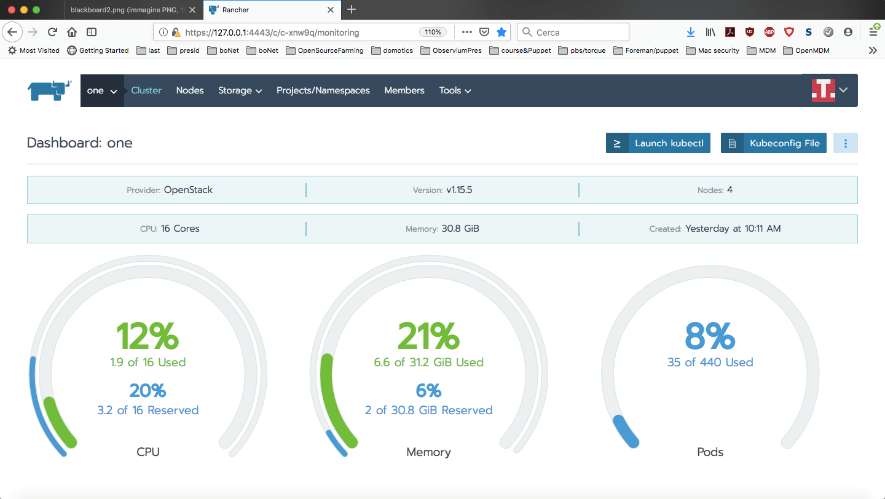 blackboard2.png (immagine PNG, 1
Rancher
https://127.0.0.1:4443/c/c-xnw9q/monitoring
110%
Cerca
Most Visited Getting Started last presid boNet boNet OpenSourceFarming domotics ObserviumPres course&Puppet pbs/torque Foreman/puppet Mac security MDM OpenMDM
one Cluster Nodes Storage Projects/Namespaces Members Tools
Dashboard: one
Launch kubectl
Kubeconfig File
Provider: OpenStack
Version: v1.15.5
Nodes: 4
CPU: 16 Cores
Memory: 30.8 GiB
Created: Yesterday at 10:11 AM
12%
1.9 of 16 Used
20%
3.2 of 16 Reserved
CPU
21%
6.6 of 31.2 GiB Used
6%
2 of 30.8 GiB Reserved
Memory
8%
35 of 440 Used
Pods